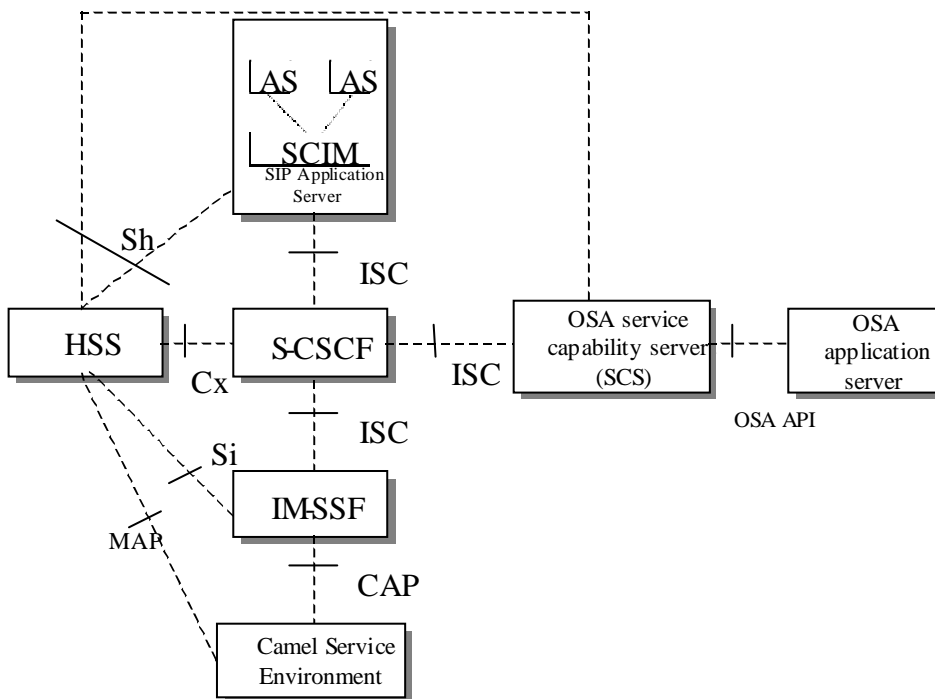 AS AS
SCIM
SIP Application
Server
Sh
ISC
HSS
S-CSCF
OSA service
capability server
(SCS)
OSA
application
server
Cx
ISC
OSA API
ISC
Si
IM-SSF
MAP
CAP
Camel Service
Environment